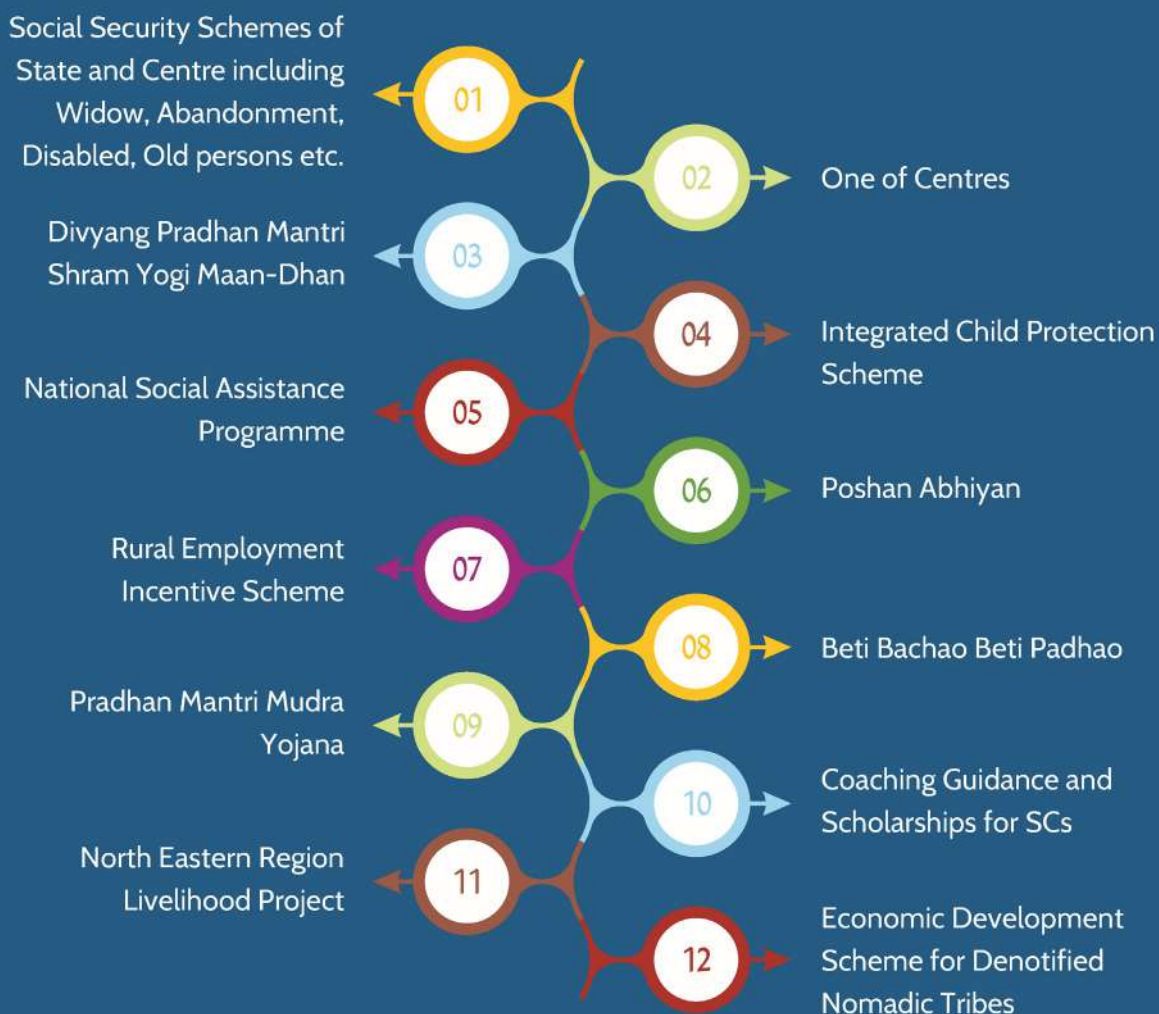 Social Security Schemes of
State and Centre including
Widow, Abandonment,
Disabled, Old persons etc.
01
02
One of Centres
Divyang Pradhan Mantri
Shram Yogi Maan-Dhan
03
04
Integrated Child Protection
Scheme
National Social Assistance
Programme
05
06
Poshan Abhiyan
Rural Employment
Incentive Scheme
07
08
Beti Bachao Beti Padhao
Pradhan Mantri Mudra
Yojana
09
10
Coaching Guidance and
Scholarships for SCs
North Eastern Region
Livelihood Project
11
12
Economic Development
Scheme for Denotified
Nomadic Tribes